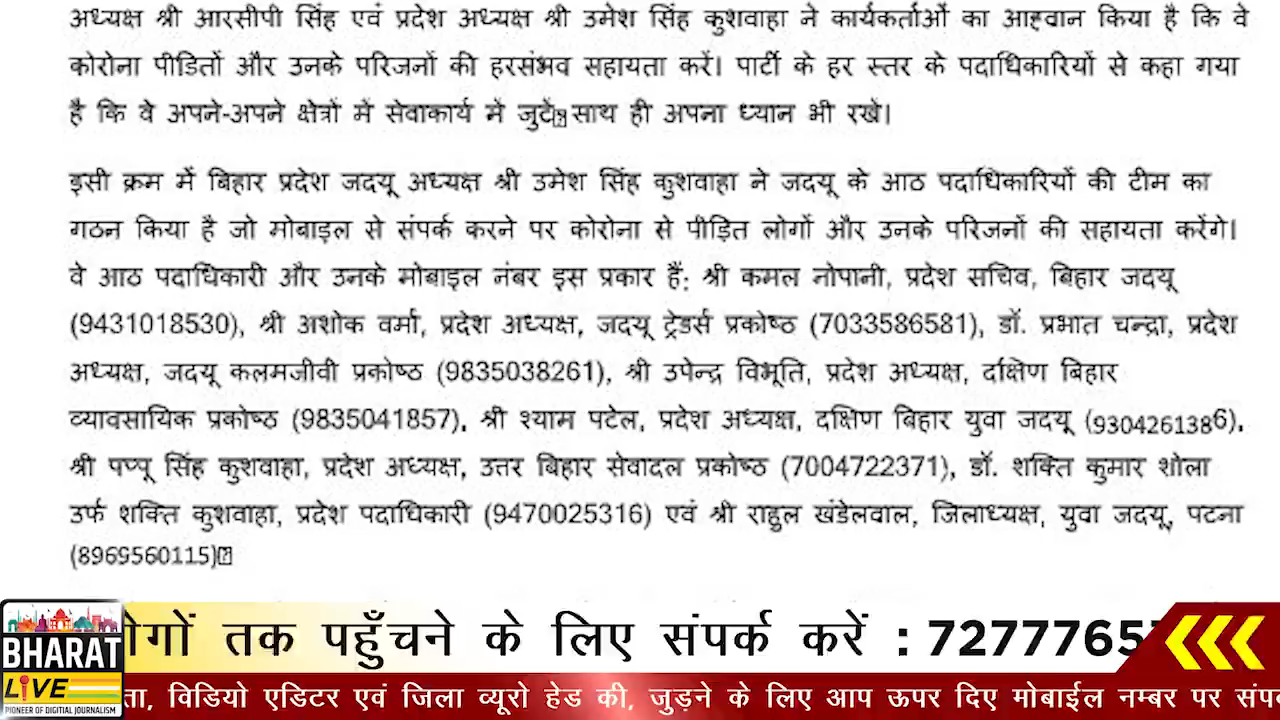 अध्यक्ष श्री आरसीपी सिंह एवं प्रदेश अध्यक्ष श्री उमेश सिंह कुशवाहा ने कार्यकर्ताओं का आह्वान किया है कि वे
कोरोना पीडितों और उनके परिजनों की हरसंभव सहायता करें। पार्टी के हर स्तर के पदाधिकारियों से कहा गया
है कि वे अपने-अपने क्षेत्रों में सेवाकार्य में जुटें साथ ही अपना ध्यान भी रखें।
इसी क्रम में बिहार प्रदेश जदयू अध्यक्ष श्री उमेश सिंह कुशवाहा ने जदयू के आठ पदाधिकारियों की टीम का
गठन किया है जो मोबाइल से संपर्क करने पर कोरोना से पीड़ित लोगों और उनके परिजनों की सहायता करेंगे।
वे आठ पदाधिकारी और उनके मोबाइल नंबर इस प्रकार हैं: श्री कमल नोपानी, प्रदेश सचिव, बिहार जदयू
(9431018530), श्री अशोक वर्मा, प्रदेश अध्यक्ष, जदयू ट्रेडर्स प्रकोष्ठ (7033586581), डॉ. प्रभात चन्द्रा, प्रदेश
अध्यक्ष, जदयू कलमजीवी प्रकोष्ठ (9835038261), श्री उपेन्द्र विभूति, प्रदेश अध्यक्ष, दक्षिण बिहार
व्यावसायिक प्रकोष्ठ (9835041857), श्री श्याम पटेल, प्रदेश अध्यक्ष, दक्षिण बिहार युवा जदयू (9304261386),
श्री पप्पू सिंह कुशवाहा, प्रदेश अध्यक्ष, उत्तर बिहार सेवादल प्रकोष्ठ (7004722371), डॉ. शक्ति कुमार शोला
उर्फ शक्ति कुशवाहा, प्रदेश पदाधिकारी (9470025316) एवं श्री राहुल खंडेलवाल, जिलाध्यक्ष, युवा जदयू, पटना
(8969560115)
ोगों तक पहुँचने के लिए संपर्क करें : 7277765
BHARAT
LIVE
PIONEER OF DIGITIAL JOURNALISM
ता, विडियो एडिटर एवं जिला व्यूरो हेड की, जुड़ने के लिए आप ऊपर दिए मोबाईल नम्बर पर संप